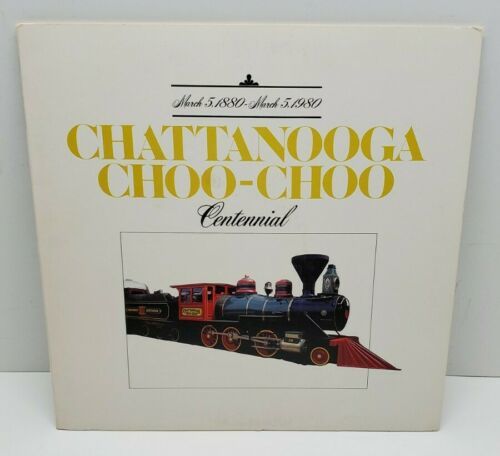 March 5, 1880 - March 5, 1980
CHATTANOOGA
CHOO-CHOO
Centennial